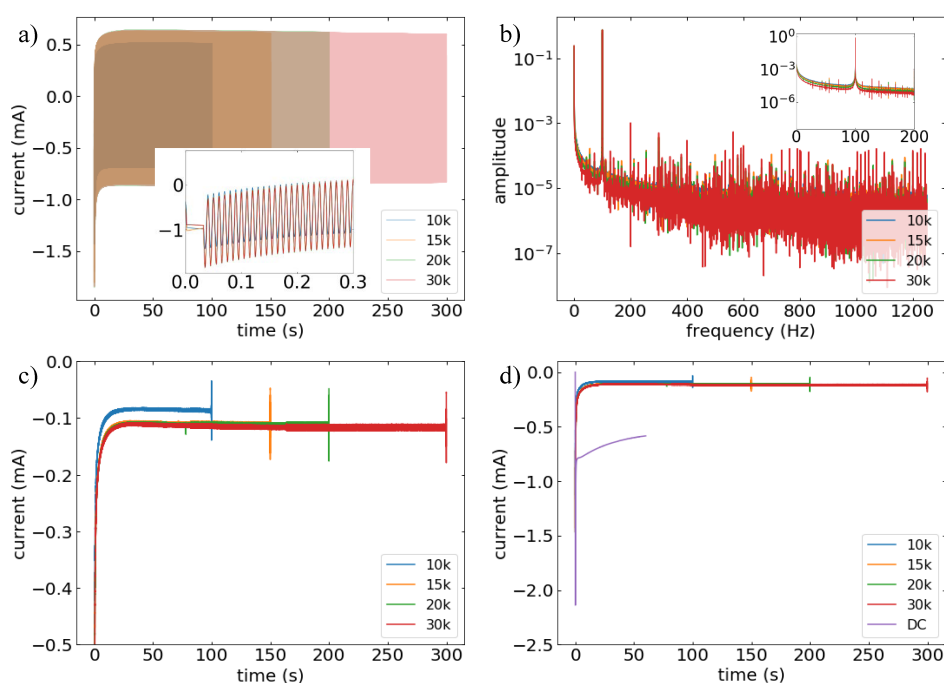 a)
current (mA)
0.5
0.0
−0.5
−1.0
−1.5
0
−1
0.0 0.1 0.2 0.3
10k
15k
20k
30k
0 50 100 150 200 250 300
time (s)
b)
amplitude
10⁻¹
10⁻³
10⁻⁵
10⁻⁷
10⁰
10⁻³
10⁻⁶
0 100 200
10k
15k
20k
30k
0 200 400 600 800 1000 1200
frequency (Hz)
c)
current (mA)
0.0
−0.1
−0.2
−0.3
−0.4
−0.5
10k
15k
20k
30k
0 50 100 150 200 250 300
time (s)
d)
current (mA)
0.0
−0.5
−1.0
−1.5
−2.0
−2.5
10k
15k
20k
30k
DC
0 50 100 150 200 250 300
time (s)